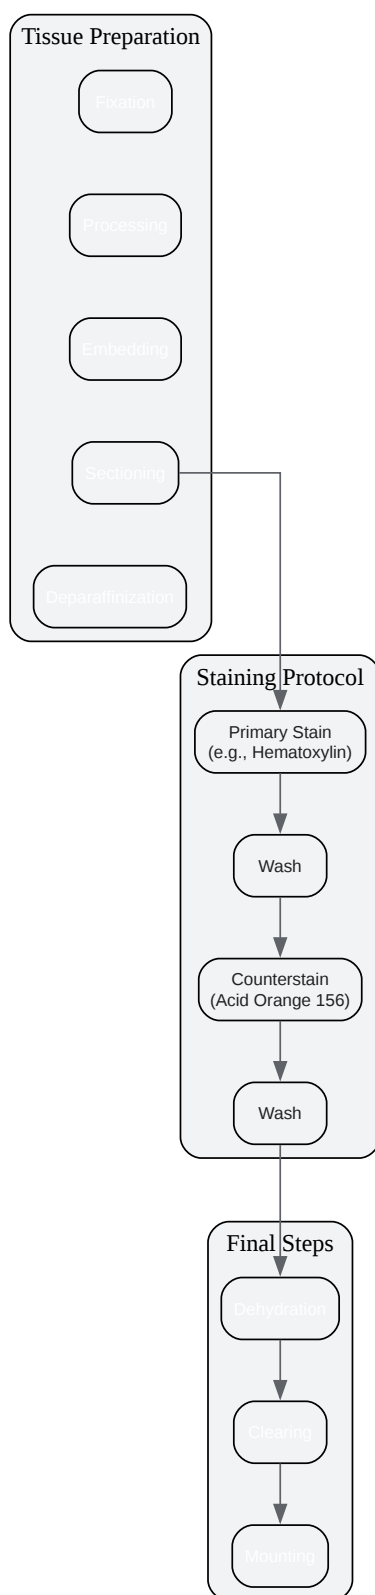 Tissue Preparation
Fixation
Processing
Embedding
Sectioning
Deparaffinization
Staining Protocol
Primary Stain
(e.g., Hematoxylin)
Wash
Counterstain
(Acid Orange 156)
Wash
Final Steps
Dehydration
Clearing
Mounting